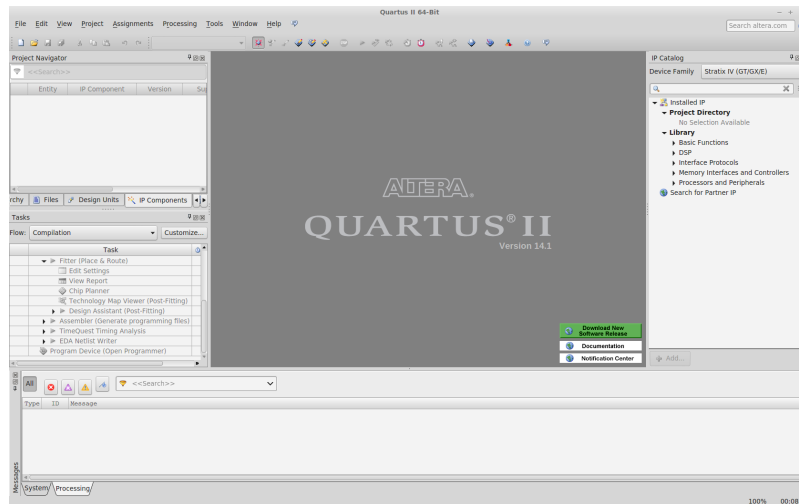 Quartus II 64-Bit
File Edit View Project Assignments Processing Tools Window Help
Search altera.com
Project Navigator
<<Search>>
Entity IP Component Version Sup
rchy Files Design Units IP Components
Tasks
Flow: Compilation Customize...
Task
Fitter (Place & Route)
Edit Settings
View Report
Chip Planner
Technology Map Viewer (Post-Fitting)
Design Assistant (Post-Fitting)
Assembler (Generate programming files)
TimeQuest Timing Analysis
EDA Netlist Writer
Program Device (Open Programmer)
ALTERA®
QUARTUS® II
Version 14.1
Download New
Software Release
Documentation
Notification Center
IP Catalog
Device Family Stratix IV (GT/GX/E)
Installed IP
Project Directory
No Selection Available
Library
Basic Functions
DSP
Interface Protocols
Memory Interfaces and Controllers
Processors and Peripherals
Search for Partner IP
Add...
All <<Search>>
Type ID Message
Messages
System Processing
100% 00:08